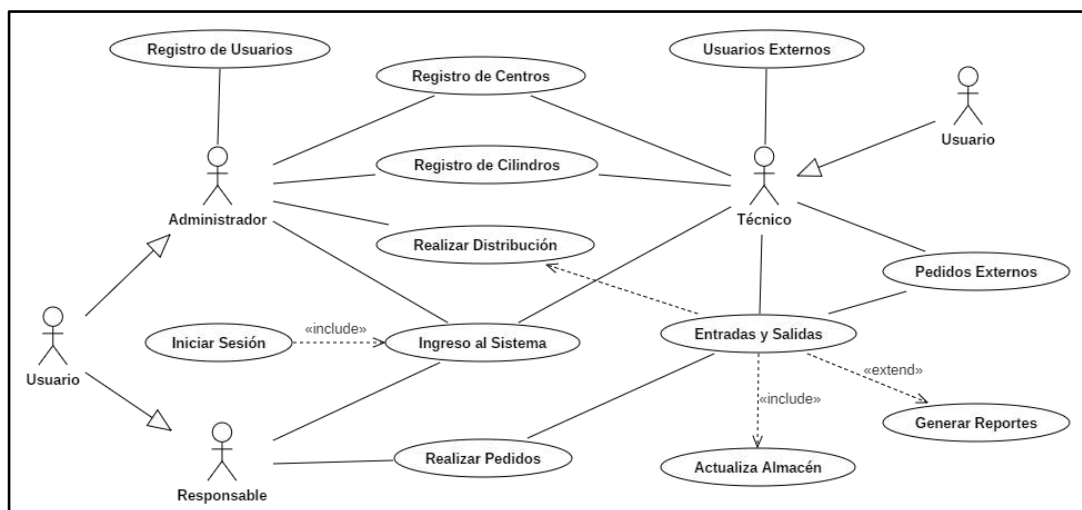 Registro de Usuarios
Usuarios Externos
Registro de Centros
Usuario
Registro de Cilindros
Administrador
Técnico
Realizar Distribución
Pedidos Externos
«include»
Iniciar Sesión
Ingreso al Sistema
Entradas y Salidas
Usuario
«extend»
«include»
Generar Reportes
Realizar Pedidos
Actualiza Almacén
Responsable